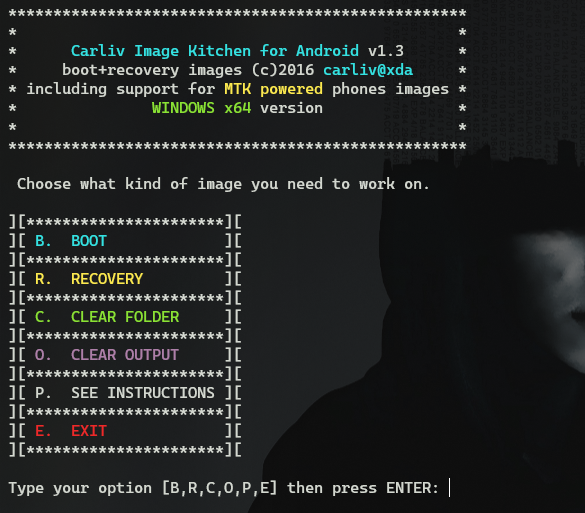 ***************************************************
*                                                 *
*      Carliv Image Kitchen for Android v1.3      *
*     boot+recovery images (c)2016 carliv@xda     *
* including support for MTK powered phones images *
*               WINDOWS x64 version               *
*                                                 *
***************************************************
Choose what kind of image you need to work on.
][**********************][
][ B.  BOOT             ][
][**********************][
][ R.  RECOVERY         ][
][**********************][
][ C.  CLEAR FOLDER     ][
][**********************][
][ O.  CLEAR OUTPUT     ][
][**********************][
][ P.  SEE INSTRUCTIONS ][
][**********************][
][ E.  EXIT             ][
][**********************][
Type your option [B,R,C,O,P,E] then press ENTER: